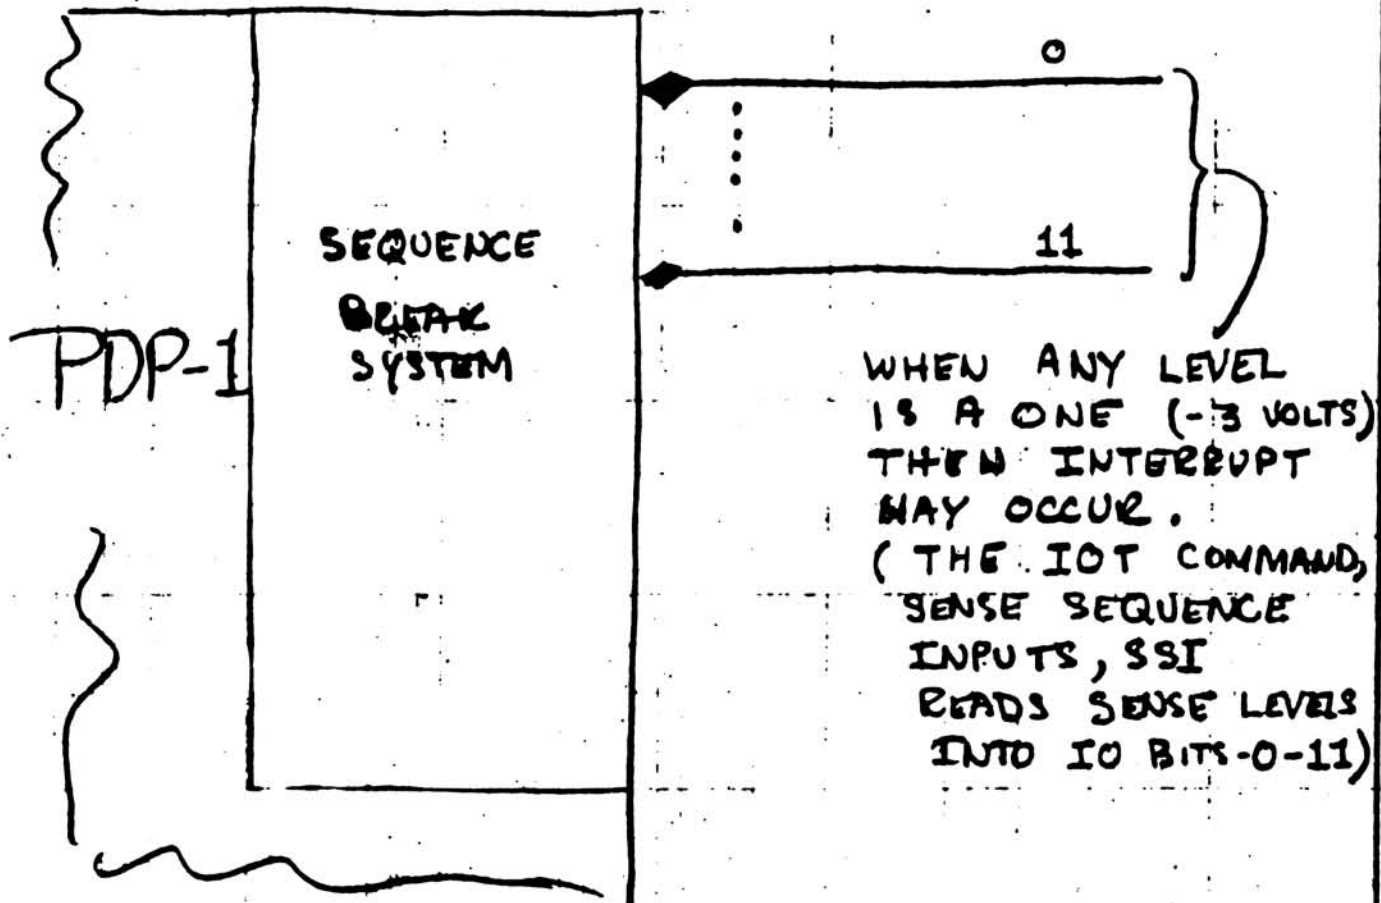 0
11
SEQUENCE
BREAK
SYSTEM
PDP-1
WHEN ANY LEVEL
IS A ONE (-3 VOLTS)
THEN INTERRUPT
MAY OCCUR.
(THE IOT COMMAND,
SENSE SEQUENCE
INPUTS, SSI
READS SENSE LEVELS
INTO IO BITS-0-11)